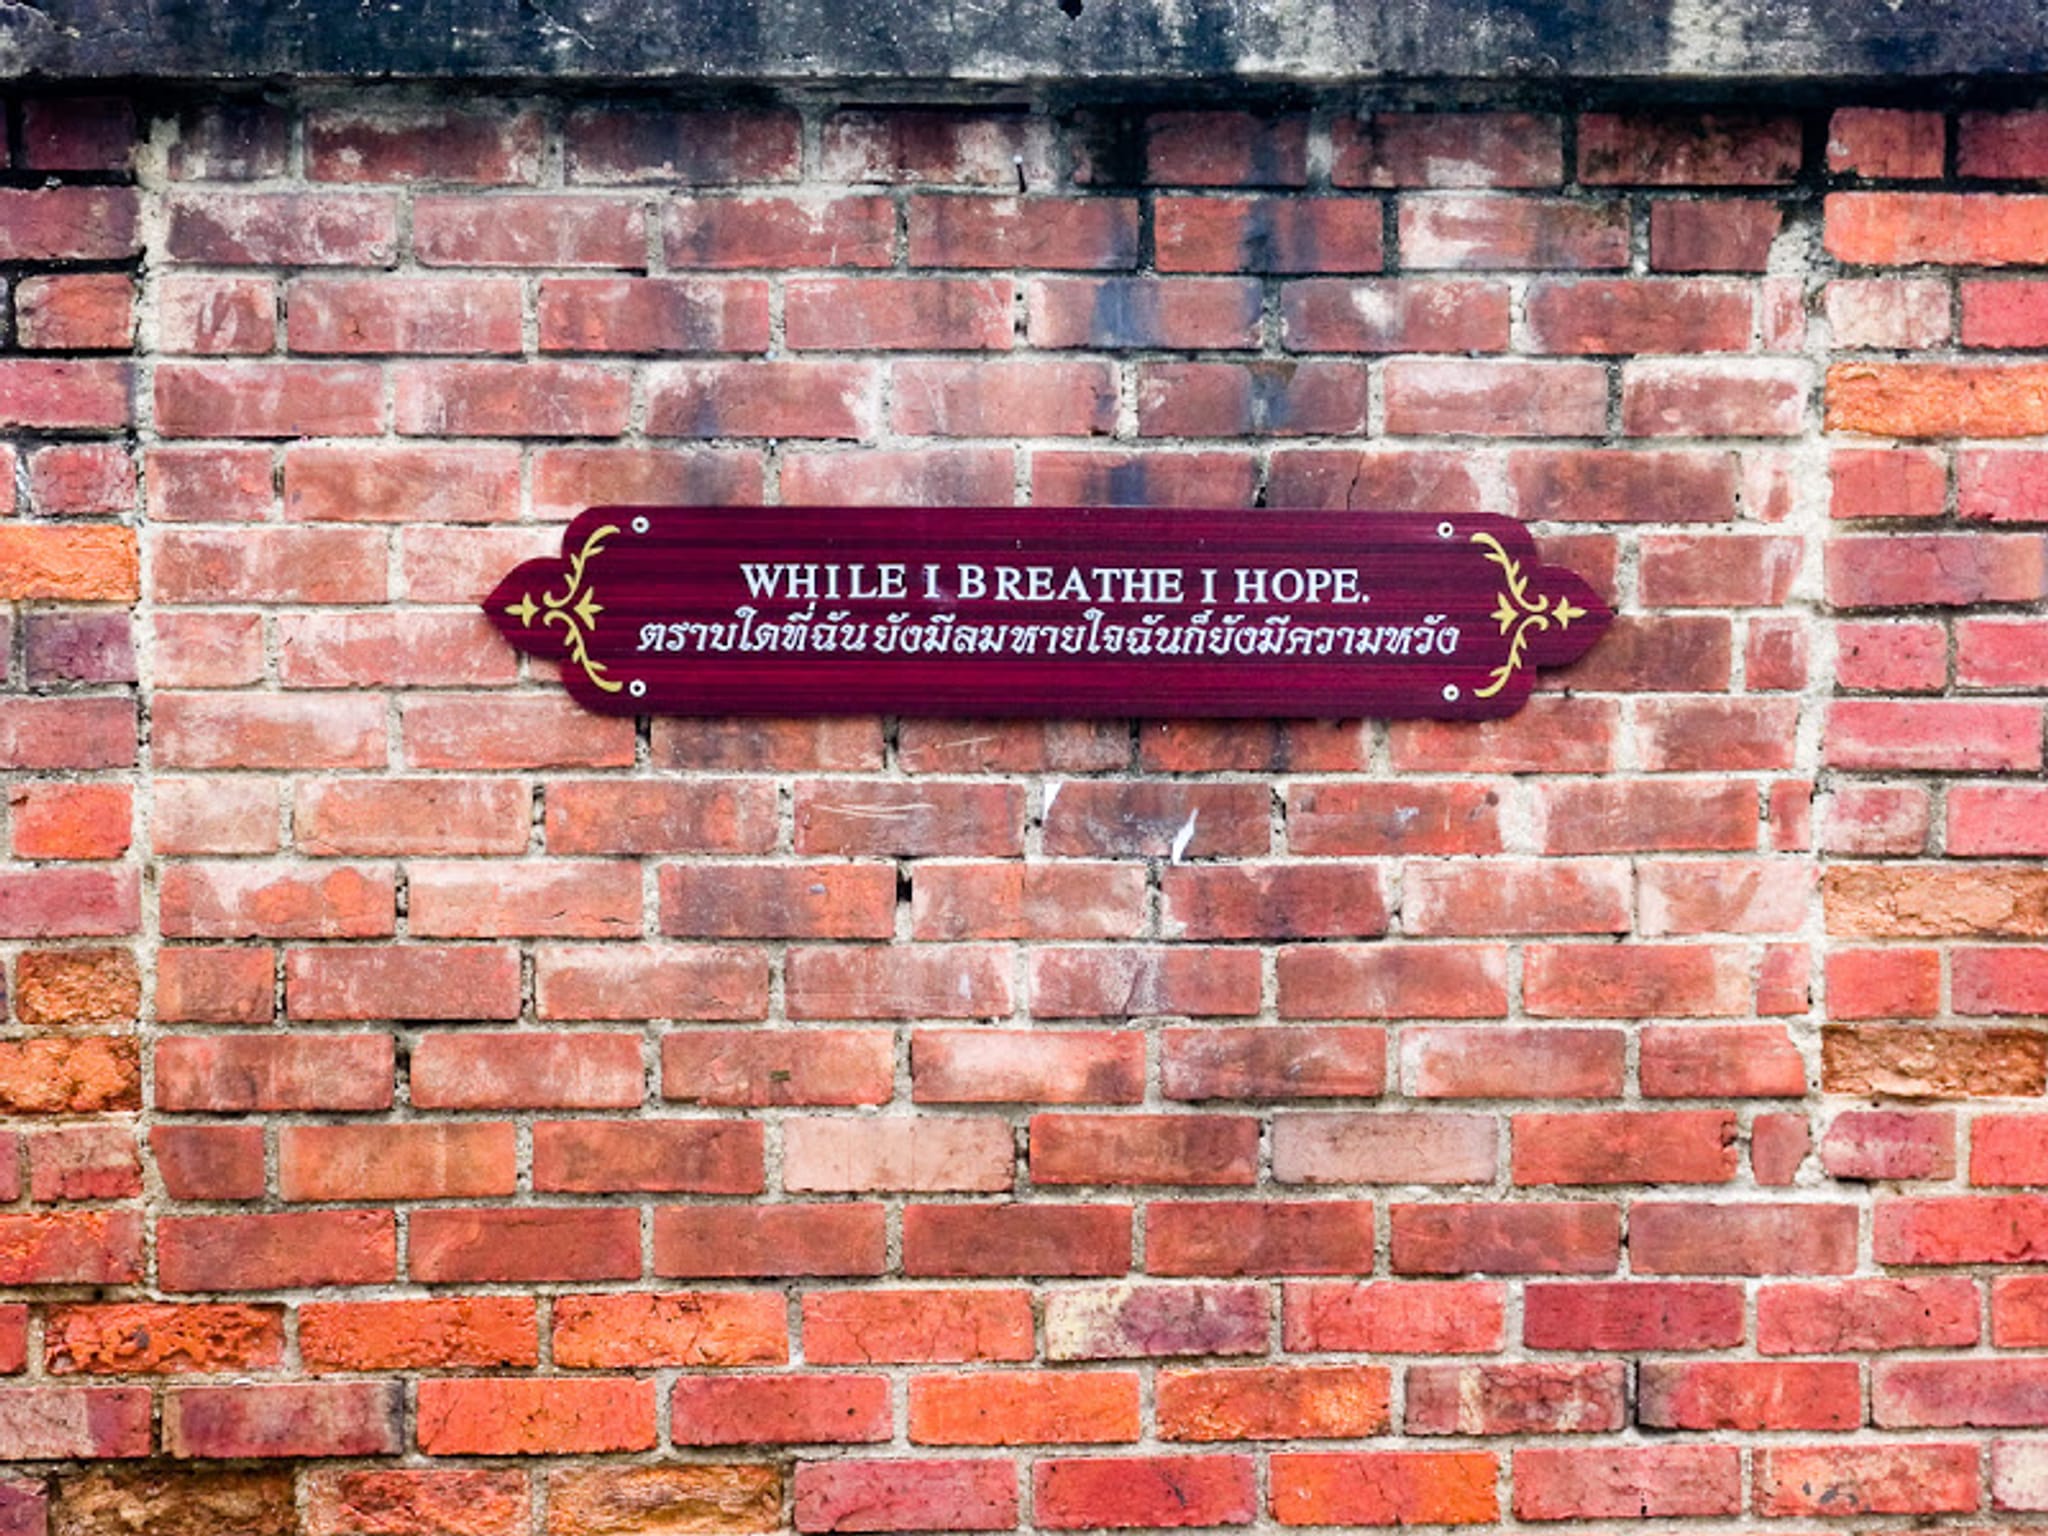 WHILE I BREATHE I HOPE.
ตราบใดที่ฉันยังมีลมหายใจฉันก็ยังมีความหวัง